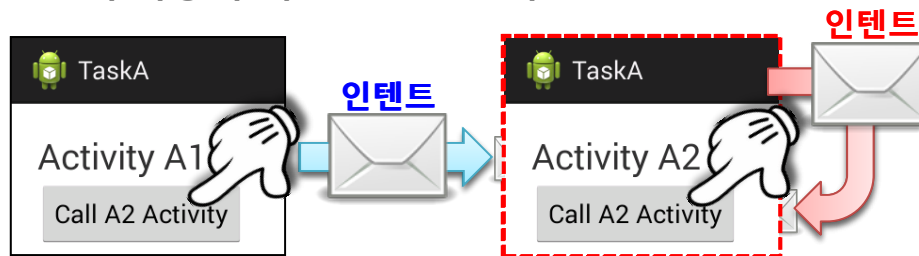 인텐트
TaskA
TaskA
인텐트
Activity A1
Activity A2
Call A2 Activity
Call A2 Activity